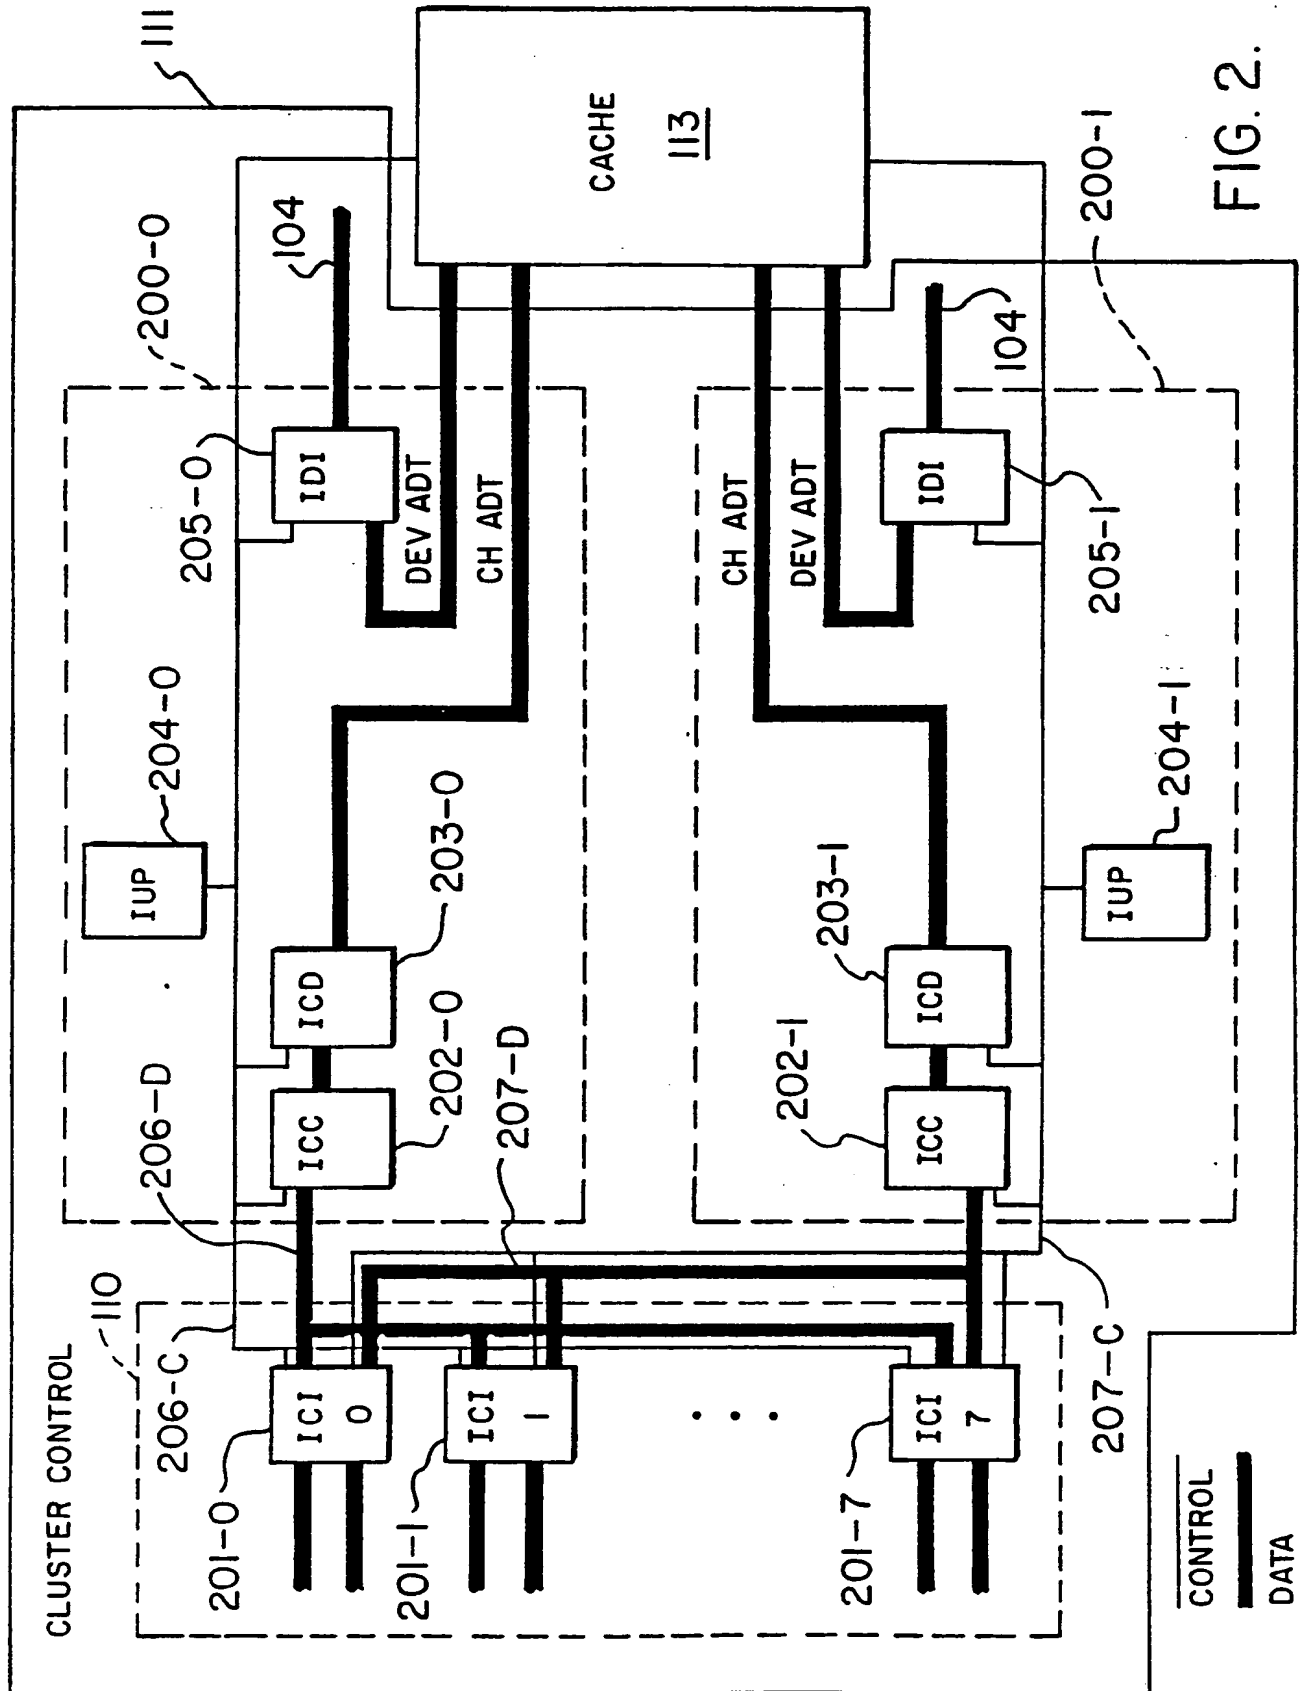 CLUSTER CONTROL
110
206-C
201-0
ICI
0
201-1
ICI
1
201-7
ICI
7
206-D
200-0
IUP
204-0
ICC
202-0
ICD
203-0
205-0
IDI
104
DEV ADT
CH ADT
207-D
111
CACHE
113
CH ADT
DEV ADT
202-1
ICC
203-1
ICD
IDI
205-1
104
IUP
204-1
200-1
207-C
CONTROL
DATA
FIG. 2.